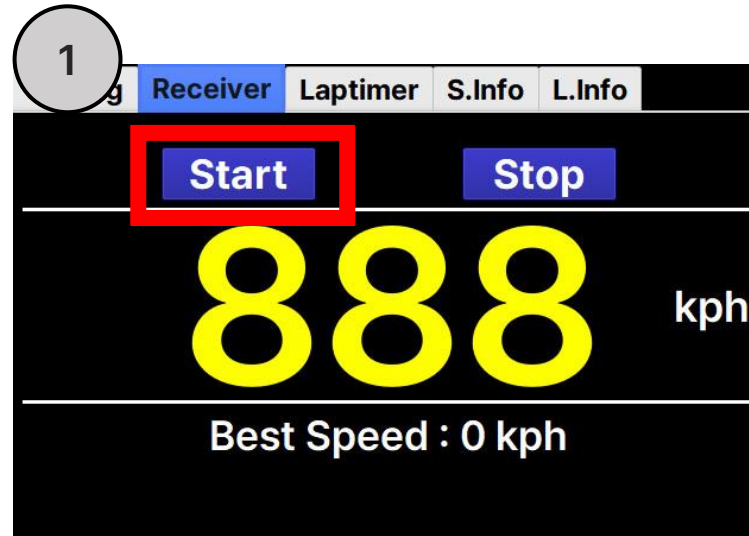 1
Receiver Laptimer S.Info L.Info
Start Stop
888 kph
Best Speed : 0 kph